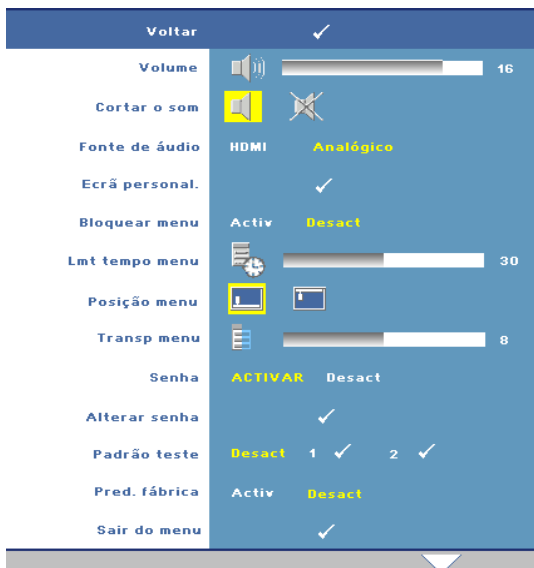 Voltar
Volume 16
Cortar o som
Fonte de áudio HDMI Analógico
Ecrã personal.
Bloquear menu Activ Desact
Lmt tempo menu 30
Posição menu
Transp menu 8
Senha ACTIVAR Desact
Alterar senha
Padrão teste Desact 1 2
Pred. fábrica Activ Desact
Sair do menu